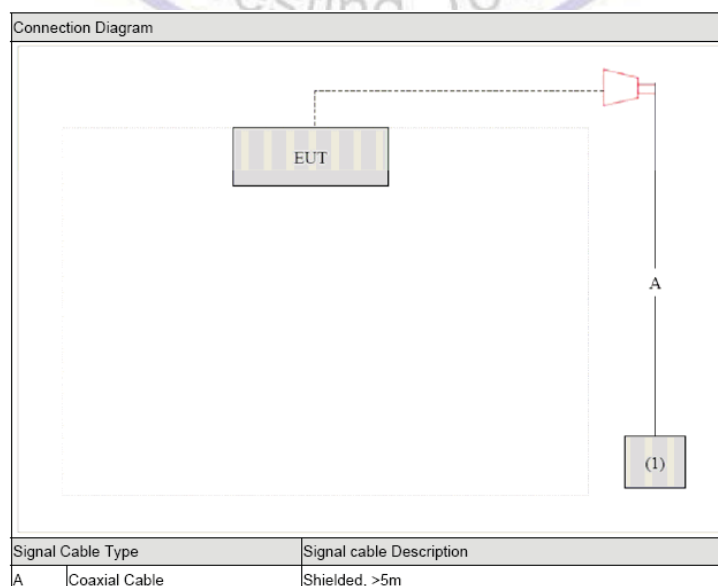 Connection Diagram
EUT
A
(1)
Signal Cable Type Signal cable Description
A Coaxial Cable Shielded, >5m